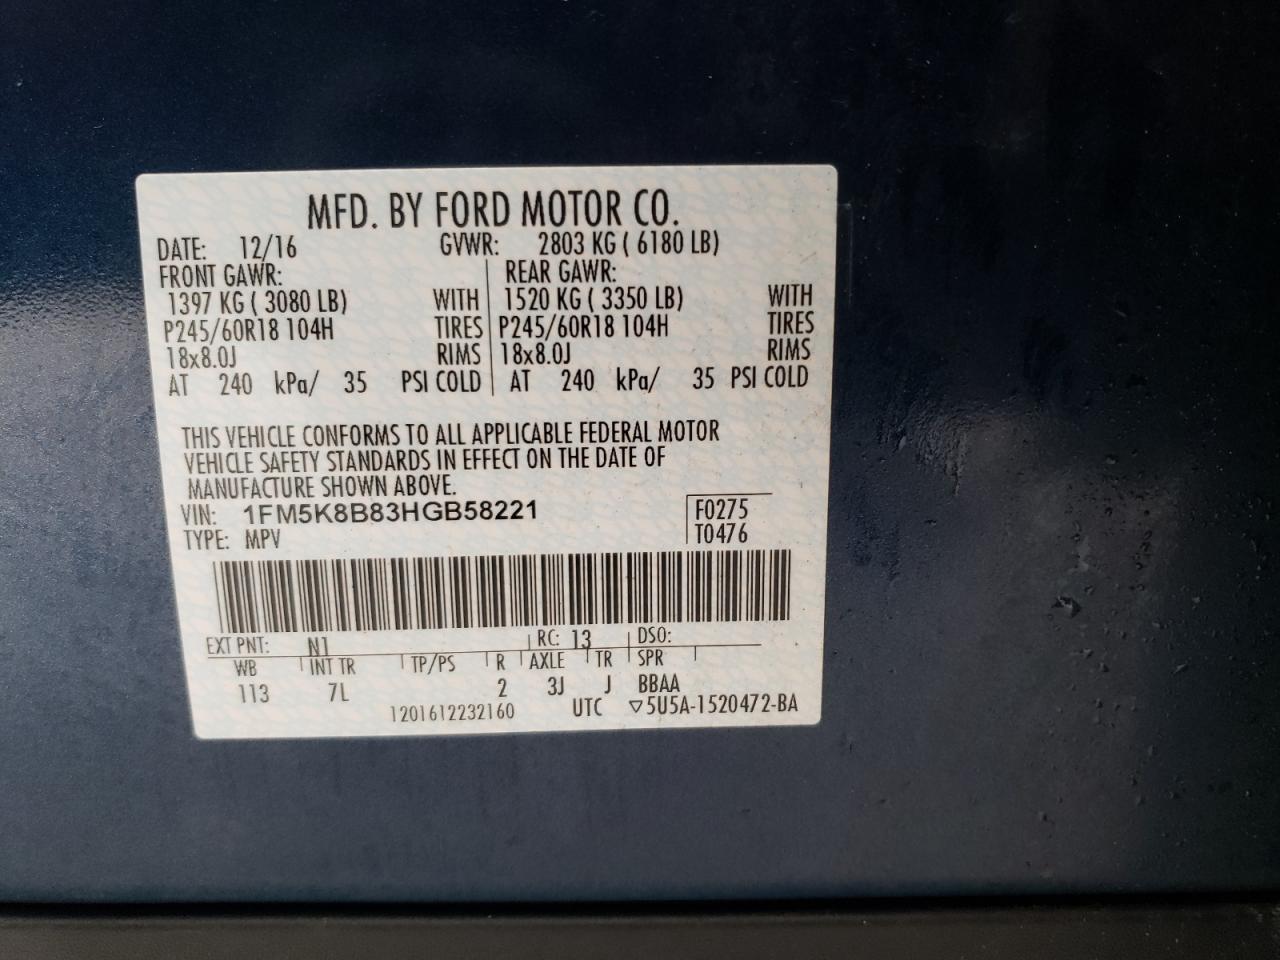 MFD. BY FORD MOTOR CO.
DATE: 12/16 GVWR: 2803 KG ( 6180 LB)
FRONT GAWR: REAR GAWR:
1397 KG ( 3080 LB) WITH 1520 KG ( 3350 LB) WITH
P245/60R18 104H TIRES P245/60R18 104H TIRES
18x8.0J RIMS 18x8.0J RIMS
AT 240 kPa/ 35 PSI COLD AT 240 kPa/ 35 PSI COLD
THIS VEHICLE CONFORMS TO ALL APPLICABLE FEDERAL MOTOR
VEHICLE SAFETY STANDARDS IN EFFECT ON THE DATE OF
MANUFACTURE SHOWN ABOVE.
VIN: 1FM5K8B83HGB58221 F0275
TYPE: MPV T0476
EXT PNT: N1 RC: 13 DSO:
WB INT TR TP/PS R AXLE TR SPR
113 7L 2 3J J BBAA
1201612232160 UTC ▽5U5A-1520472-BA